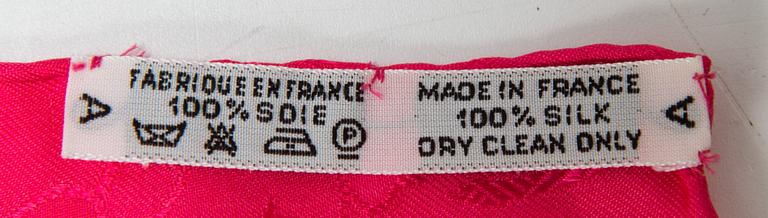 A
FABRIQUE EN FRANCE
100% SOIE
P
MADE IN FRANCE
100% SILK
DRY CLEAN ONLY
A